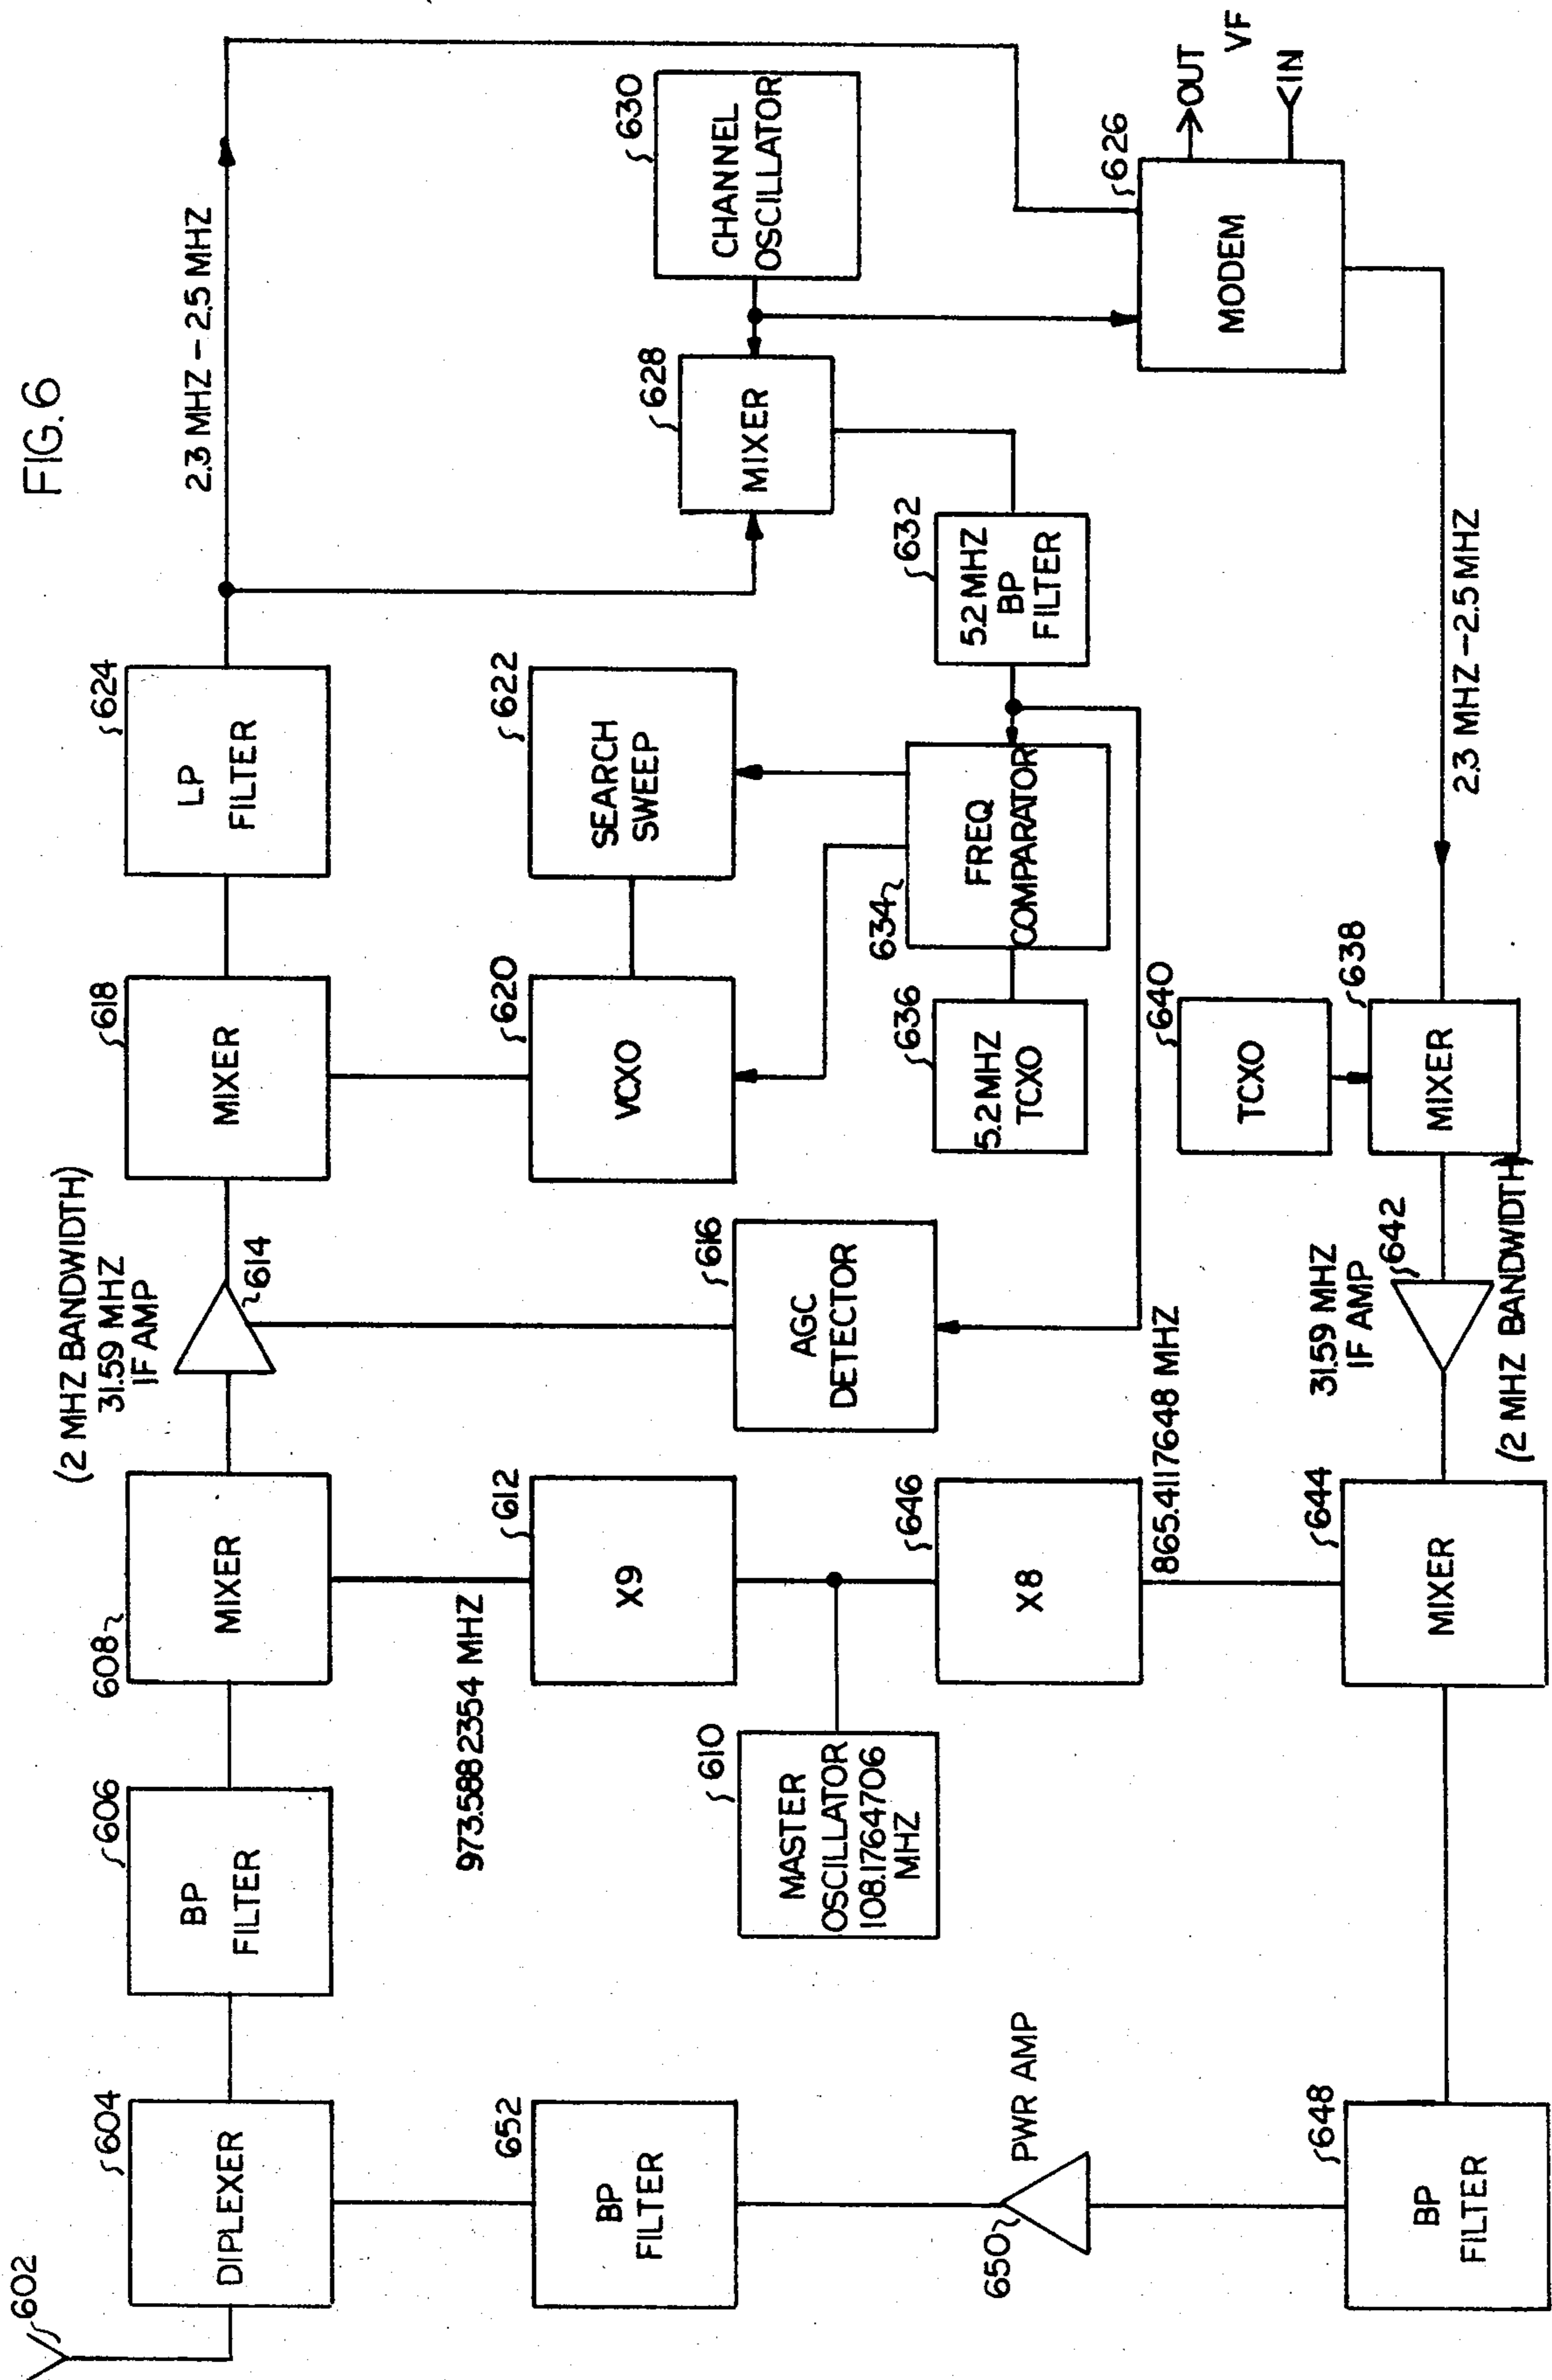 FIG. 6
602
604
DIPLEXER
606
BP
FILTER
608
MIXER
(2 MHZ BANDWIDTH)
31.59 MHZ
IF AMP
614
618
MIXER
624
LP
FILTER
2.3 MHZ – 2.5 MHZ
973.5882354 MHZ
612
X9
616
AGC
DETECTOR
620
VCXO
622
SEARCH
SWEEP
628
MIXER
630
CHANNEL
OSCILLATOR
610
MASTER
OSCILLATOR
108.1764706
MHZ
646
X8
865.4117648 MHZ
636
5.2 MHZ
TCXO
634
FREQ
COMPARATOR
632
5.2 MHZ
BP
FILTER
626
MODEM
OUT
VF
IN
652
BP
FILTER
650
PWR AMP
648
BP
FILTER
644
MIXER
31.59 MHZ
IF AMP
642
(2 MHZ BANDWIDTH)
640
TCXO
638
MIXER
2.3 MHZ – 2.5 MHZ